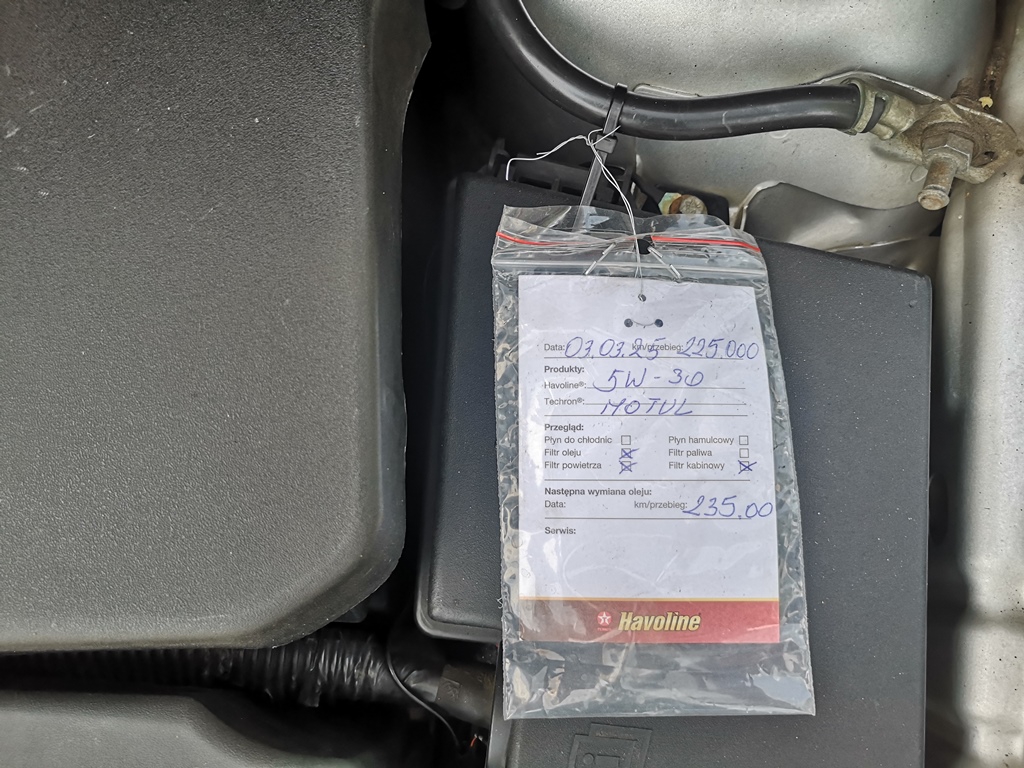 Data: 03.03.25 km/przebieg: 225.000
Produkty:
Havoline®: 5W-30
Techron®: MOTUL
Przegląd:
Płyn do chłodnic Płyn hamulcowy
Filtr oleju Filtr paliwa
Filtr powietrza Filtr kabinowy
Następna wymiana oleju:
Data: km/przebieg: 235.00
Serwis:
Havoline